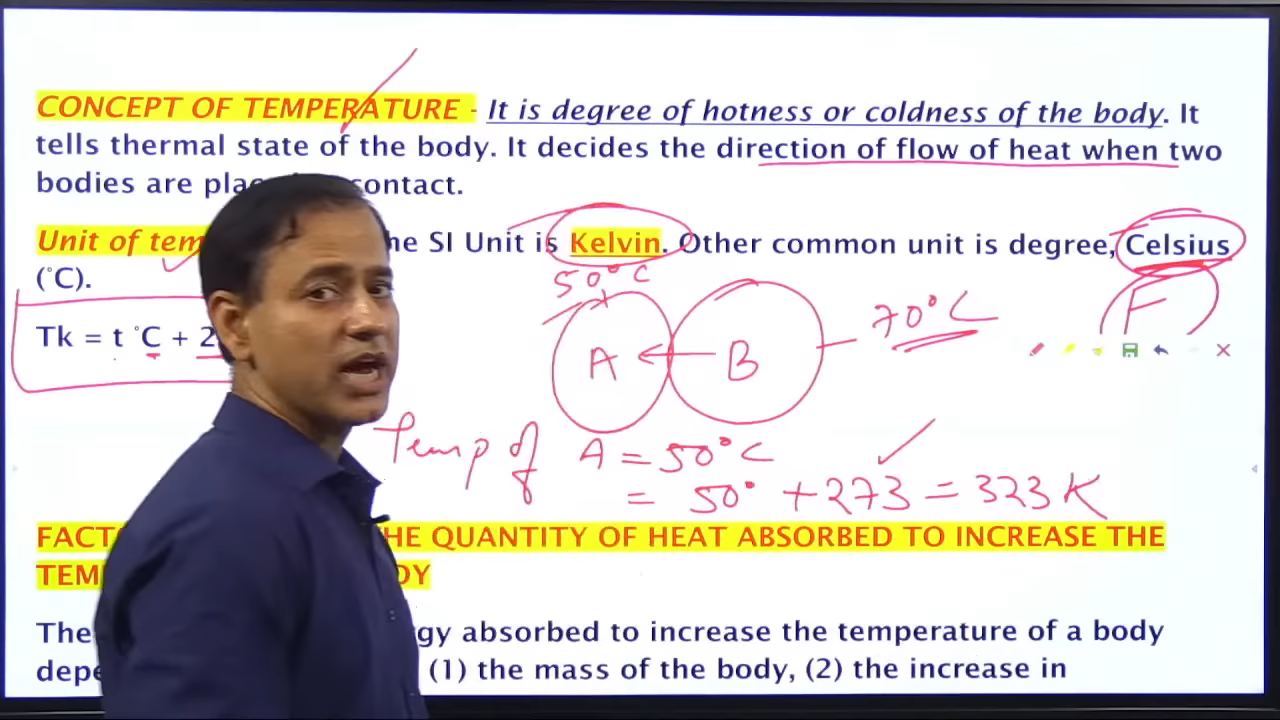 CONCEPT OF TEMPERATURE - It is degree of hotness or coldness of the body. It
tells thermal state of the body. It decides the direction of flow of heat when two
bodies are contact.
Unit of he SI Unit is Kelvin. Other common unit is degree, Celsius
(°C).
50°C
70°C
F
Tk = t °C + 2
A
B
Temp of A = 50°C
= 50° + 273 = 323 K
FACT HE QUANTITY OF HEAT ABSORBED TO INCREASE THE
TEM DY
The gy absorbed to increase the temperature of a body
depe (1) the mass of the body, (2) the increase in